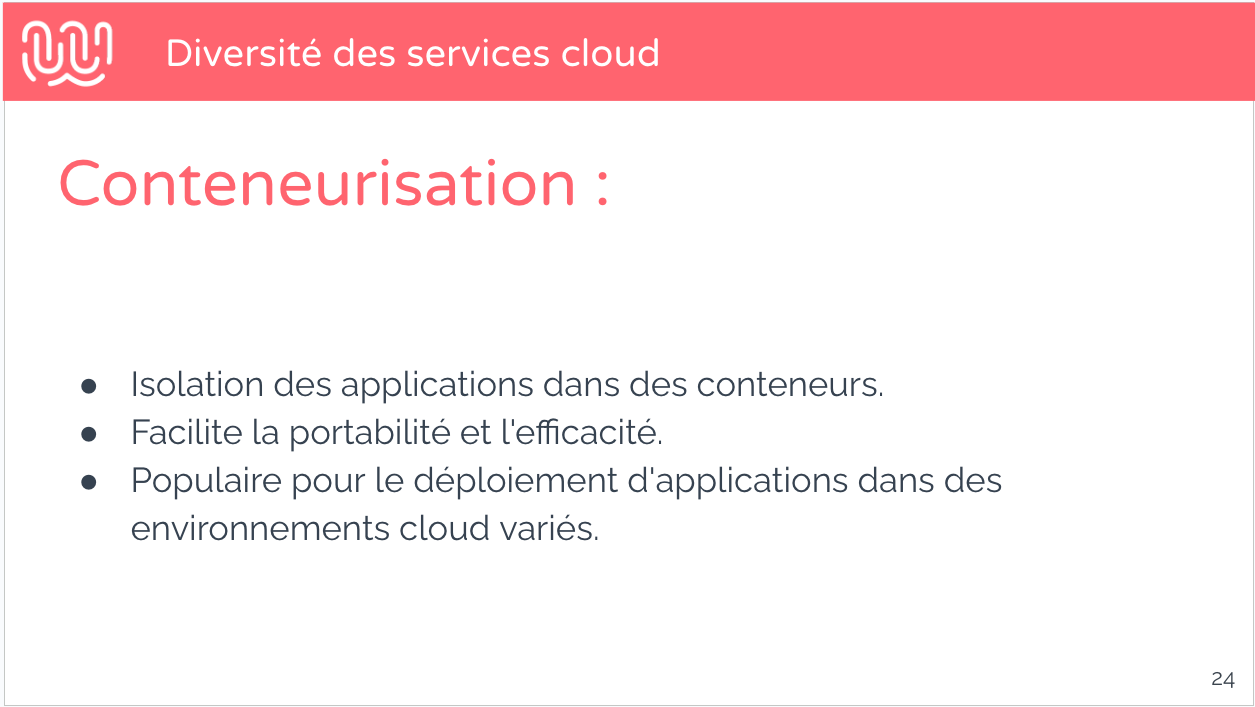 Diversité des services cloud
Conteneurisation :
● Isolation des applications dans des conteneurs.
● Facilite la portabilité et l'efficacité.
● Populaire pour le déploiement d'applications dans des
environnements cloud variés.
24